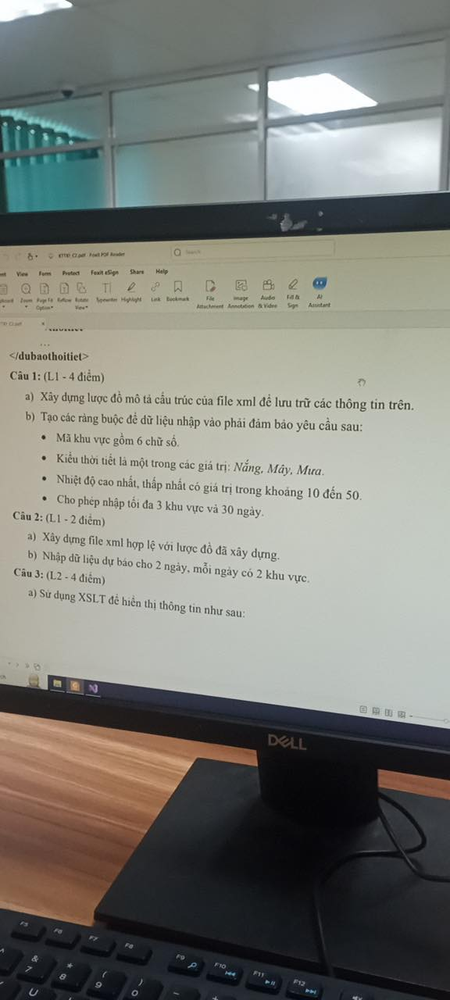 KTTX1_C2.pdf - Foxit PDF Reader
Search
View Form Protect Foxit eSign Share Help
Zoom Page Fit Option Reflow Rotate View Typewriter Highlight Link Bookmark File Attachment Image Annotation Audio & Video Fill & Sign AI Assistant
...
</dubaothoitiet>
Câu 1: (L1 - 4 điểm)
a) Xây dựng lược đồ mô tả cấu trúc của file xml để lưu trữ các thông tin trên.
b) Tạo các ràng buộc để dữ liệu nhập vào phải đảm bảo yêu cầu sau:
• Mã khu vực gồm 6 chữ số.
• Kiểu thời tiết là một trong các giá trị: Nắng, Mây, Mưa.
• Nhiệt độ cao nhất, thấp nhất có giá trị trong khoảng 10 đến 50.
• Cho phép nhập tối đa 3 khu vực và 30 ngày.
Câu 2: (L1 - 2 điểm)
a) Xây dựng file xml hợp lệ với lược đồ đã xây dựng.
b) Nhập dữ liệu dự báo cho 2 ngày, mỗi ngày có 2 khu vực.
Câu 3: (L2 - 4 điểm)
a) Sử dụng XSLT để hiển thị thông tin như sau:
DELL
F5 F6 F7 F8 F9 F10 F11 F12
& 7 * 8 ( 9 ) 0
U